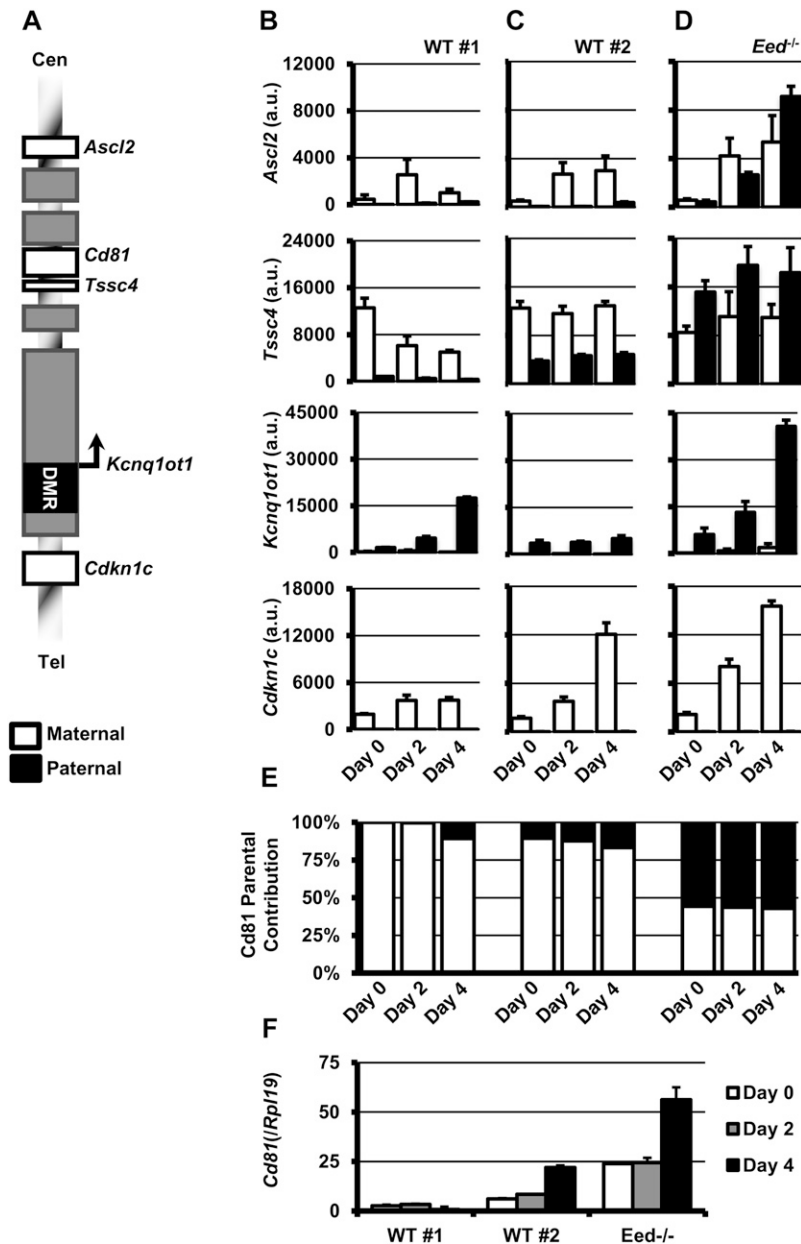 A
Cen
Ascl2
Cd81
Tssc4
Kcnq1ot1
DMR
Cdkn1c
Tel
Maternal
Paternal
B
WT #1
C
WT #2
D
Eed-/-
Ascl2 (a.u.)
12000
8000
4000
0
Tssc4 (a.u.)
24000
16000
8000
0
Kcnq1ot1 (a.u.)
45000
30000
15000
0
Cdkn1c (a.u.)
18000
12000
6000
0
Day 0
Day 2
Day 4
Day 0
Day 2
Day 4
Day 0
Day 2
Day 4
E
Cd81 Parental
Contribution
100%
75%
50%
25%
0%
Day 0
Day 2
Day 4
Day 0
Day 2
Day 4
Day 0
Day 2
Day 4
F
Cd81(/Rpl19)
75
50
25
0
WT #1
WT #2
Eed-/-
Day 0
Day 2
Day 4